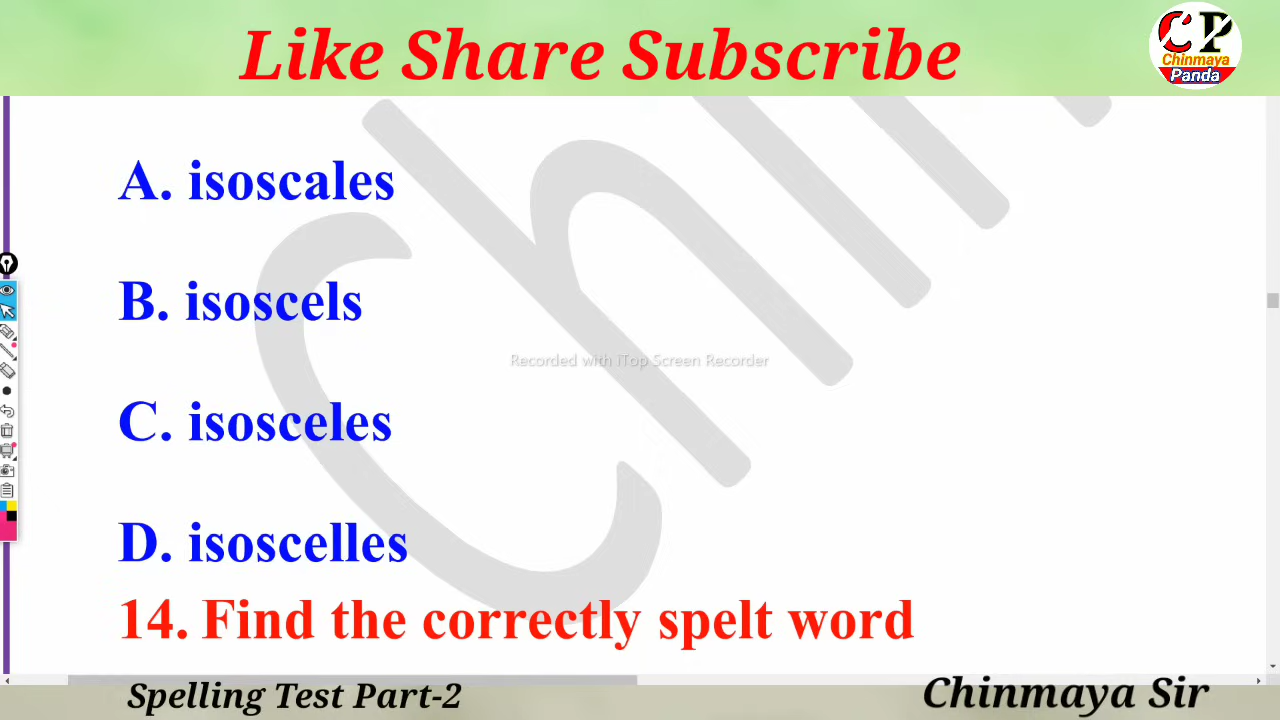 Like Share Subscribe
CP
Chinmaya
Panda
A. isoscales
B. isoscels
Recorded with iTop Screen Recorder
C. isosceles
D. isoscelles
14. Find the correctly spelt word
Spelling Test Part-2
Chinmaya Sir